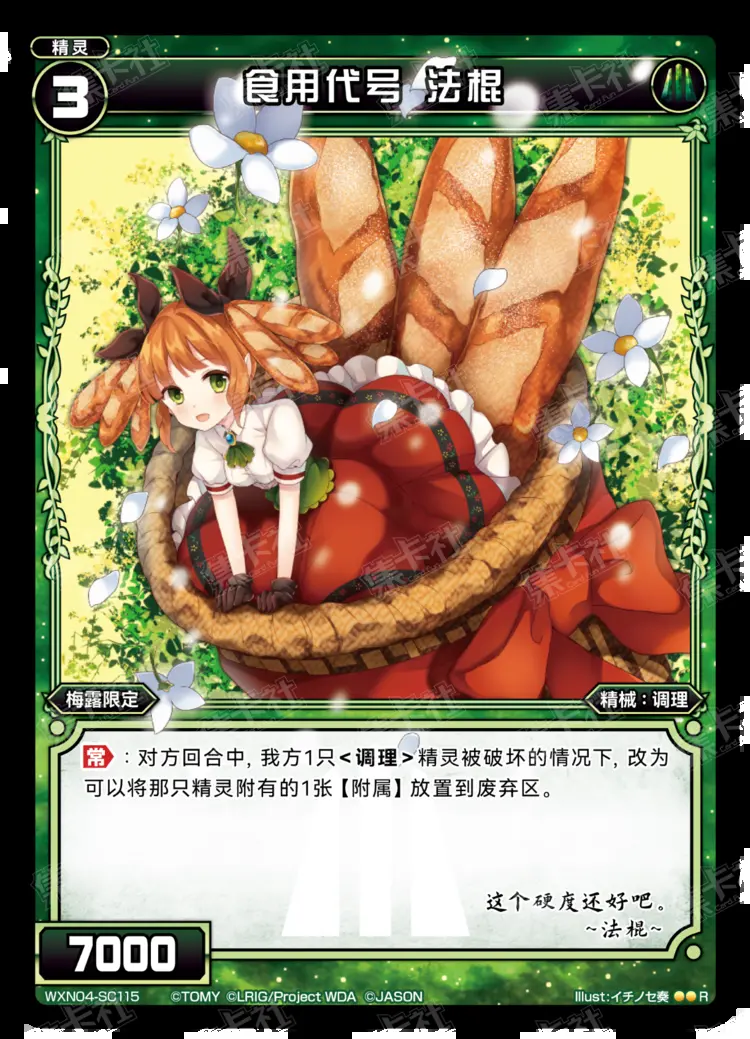 精灵
3
食用代号 法棍
梅露限定
精械：调理
常：对方回合中, 我方1只<调理>精灵被破坏的情况下, 改为
可以将那只精灵附有的1张【附属】放置到废弃区。
这个硬度还好吧。
~法棍~
7000
WXN04-SC115 ©TOMY ©LRIG/Project WDA ©JASON
Illust:イチノセ奏 R
集卡社